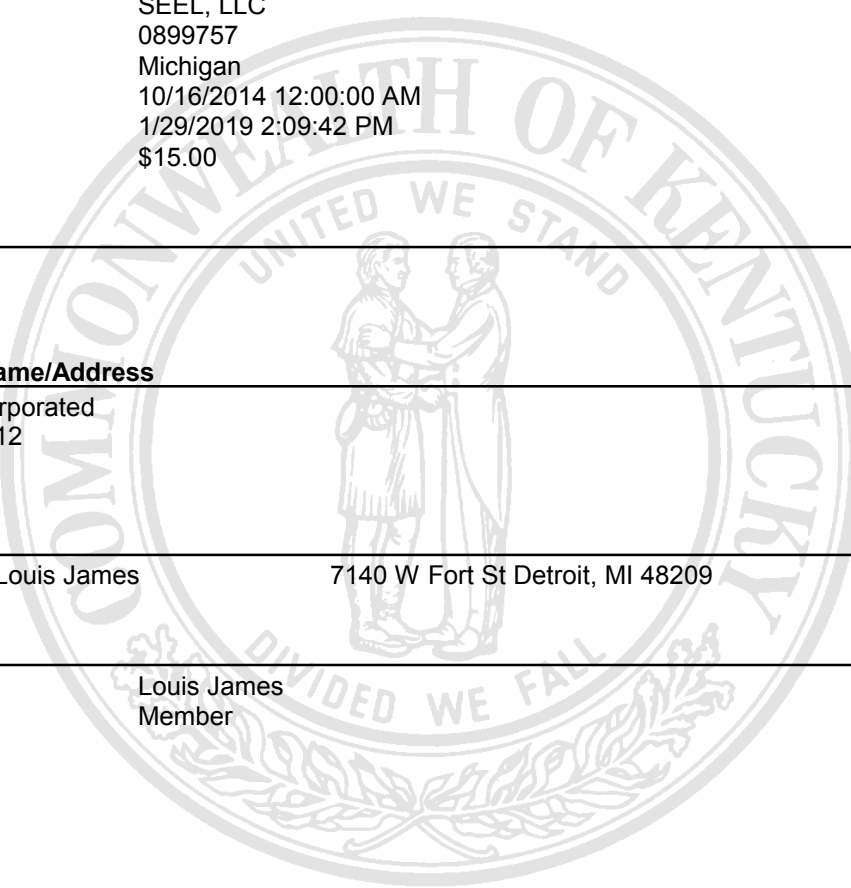 SEEL, LLC
0899757
Michigan
10/16/2014 12:00:00 AM
1/29/2019 2:09:42 PM
$15.00
COMMONWEALTH OF KENTUCKY
UNITED WE STAND
ame/Address
rporated
12
Louis James 7140 W Fort St Detroit, MI 48209
DIVIDED WE FALL
Louis James
Member